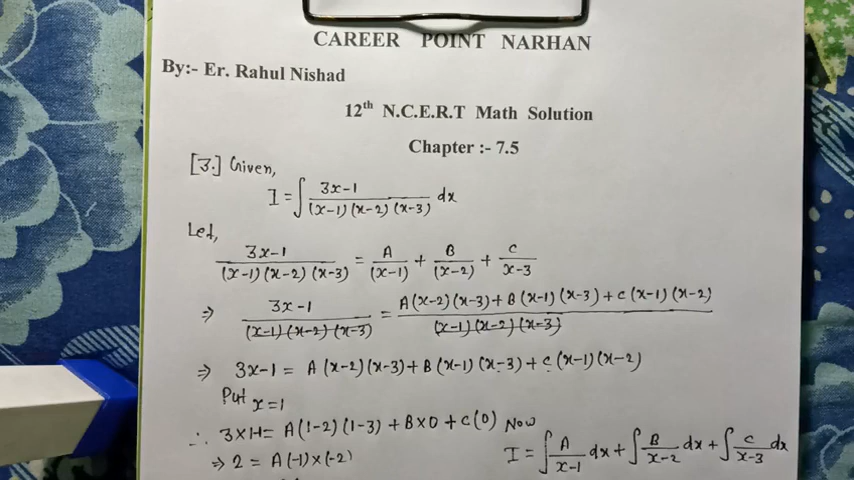 CAREER POINT NARHAN
By:- Er. Rahul Nishad
12th N.C.E.R.T Math Solution
Chapter :- 7.5
[3.] Given,
I = ∫ (3x-1)/((x-1)(x-2)(x-3)) dx
Let,
(3x-1)/((x-1)(x-2)(x-3)) = A/(x-1) + B/(x-2) + C/(x-3)
⇒ (3x-1)/((x-1)(x-2)(x-3)) = (A(x-2)(x-3)+B(x-1)(x-3)+C(x-1)(x-2))/((x-1)(x-2)(x-3))
⇒ 3x-1 = A(x-2)(x-3)+B(x-1)(x-3)+C(x-1)(x-2)
Put x=1
∴ 3×1-1= A(1-2)(1-3)+B×0+C(0)
⇒ 2 = A(-1)×(-2)
Now
I = ∫ A/(x-1) dx + ∫ B/(x-2) dx + ∫ C/(x-3) dx